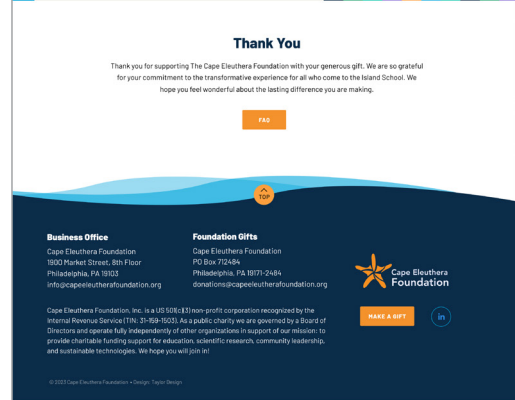 Thank You
Thank you for supporting The Cape Eleuthera Foundation with your generous gift. We are so grateful
for your commitment to the transformative experience for all who come to the Island School. We
hope you feel wonderful about the lasting difference you are making.
FAQ
TOP
Business Office
Cape Eleuthera Foundation
1900 Market Street, 8th Floor
Philadelphia, PA 19103
info@capeeleutherafoundation.org
Foundation Gifts
Cape Eleuthera Foundation
PO Box 712484
Philadelphia, PA 19171-2484
donations@capeeleutherafoundation.org
Cape Eleuthera
Foundation
Cape Eleuthera Foundation, Inc. is a US 501(c)(3) non-profit corporation recognized by the
Internal Revenue Service (TIN: 31-159-1503). As a public charity we are governed by a Board of
Directors and operate fully independently of other organizations in support of our mission: to
provide charitable funding support for education, scientific research, community leadership,
and sustainable technologies. We hope you will join in!
MAKE A GIFT
in
© 2023 Cape Eleuthera Foundation + Design: Taylor Design